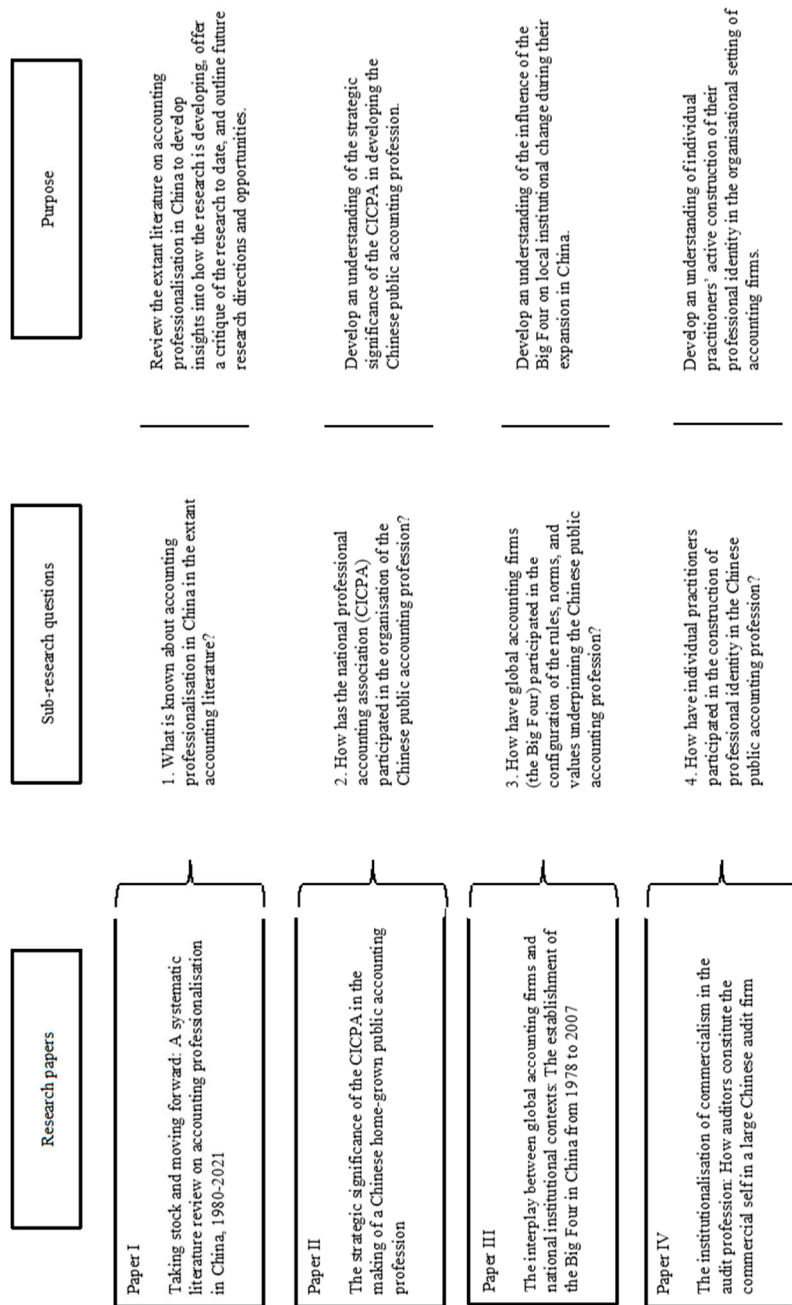 Research papers
Sub-research questions
Purpose
Paper I
Taking stock and moving forward: A systematic
literature review on accounting professionalisation
in China, 1980-2021
1. What is known about accounting
professionalisation in China in the extant
accounting literature?
Review the extant literature on accounting
professionalisation in China to develop
insights into how the research is developing, offer
a critique of the research to date, and outline future
research directions and opportunities.
Paper II
The strategic significance of the CICPA in the
making of a Chinese home-grown public accounting
profession
2. How has the national professional
accounting association (CICPA)
participated in the organisation of the
Chinese public accounting profession?
Develop an understanding of the strategic
significance of the CICPA in developing the
Chinese public accounting profession.
Paper III
The interplay between global accounting firms and
national institutional contexts: The establishment of
the Big Four in China from 1978 to 2007
3. How have global accounting firms
(the Big Four) participated in the
configuration of the rules, norms, and
values underpinning the Chinese public
accounting profession?
Develop an understanding of the influence of the
Big Four on local institutional change during their
expansion in China.
Paper IV
The institutionalisation of commercialism in the
audit profession: How auditors constitute the
commercial self in a large Chinese audit firm
4. How have individual practitioners
participated in the construction of
professional identity in the Chinese
public accounting profession?
Develop an understanding of individual
practitioners' active construction of their
professional identity in the organisational setting of
accounting firms.